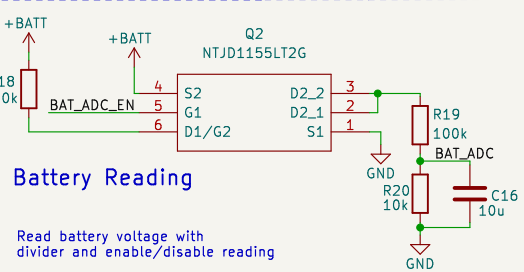 +BATT
+BATT
Q2
NTJD1155LT2G
18
0k
BAT_ADC_EN
4 S2 D2_2 3
5 G1 D2_1 2
6 D1/G2 S1 1
R19
100k
GND
BAT_ADC
R20
10k
C16
10u
GND
Battery Reading
Read battery voltage with
divider and enable/disable reading